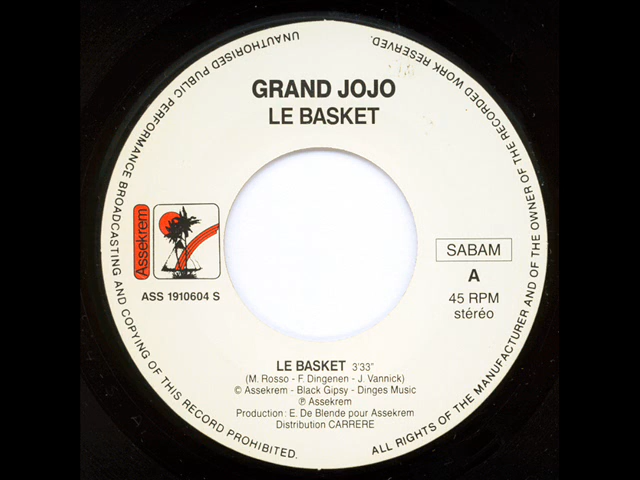 GRAND JOJO
LE BASKET
Assekrem
ASS 1910604 S
SABAM
A
45 RPM
stéréo
LE BASKET 3'33"
(M. Rosso - F. Dingenen - J. Vannick)
© Assekrem - Black Gipsy - Dinges Music
℗ Assekrem
Production : E. De Blende pour Assekrem
Distribution CARRERE
ALL RIGHTS OF THE MANUFACTURER AND OF THE OWNER OF THE RECORDED WORK RESERVED.
UNAUTHORISED PUBLIC PERFORMANCE BROADCASTING AND COPYING OF THIS RECORD PROHIBITED.